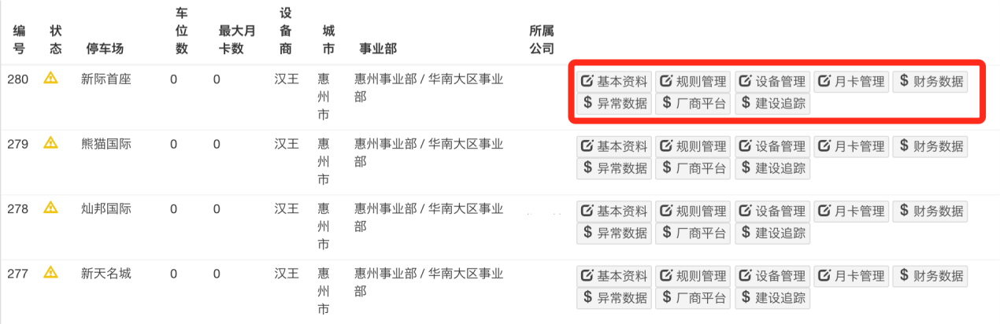 编号 状态 停车场 车位数 最大月卡数 设备商 城市 事业部 所属公司
280 新际首座 0 0 汉王 惠州市 惠州事业部 / 华南大区事业部
基本资料 规则管理 设备管理 月卡管理 $ 财务数据
$ 异常数据 $ 厂商平台 $ 建设追踪
279 熊猫国际 0 0 汉王 惠州市 惠州事业部 / 华南大区事业部
基本资料 规则管理 设备管理 月卡管理 $ 财务数据
$ 异常数据 $ 厂商平台 $ 建设追踪
278 灿邦国际 0 0 汉王 惠州市 惠州事业部 / 华南大区事业部
基本资料 规则管理 设备管理 月卡管理 $ 财务数据
$ 异常数据 $ 厂商平台 $ 建设追踪
277 新天名城 0 0 汉王 惠州市 惠州事业部 / 华南大区事业部
基本资料 规则管理 设备管理 月卡管理 $ 财务数据
$ 异常数据 $ 厂商平台 $ 建设追踪